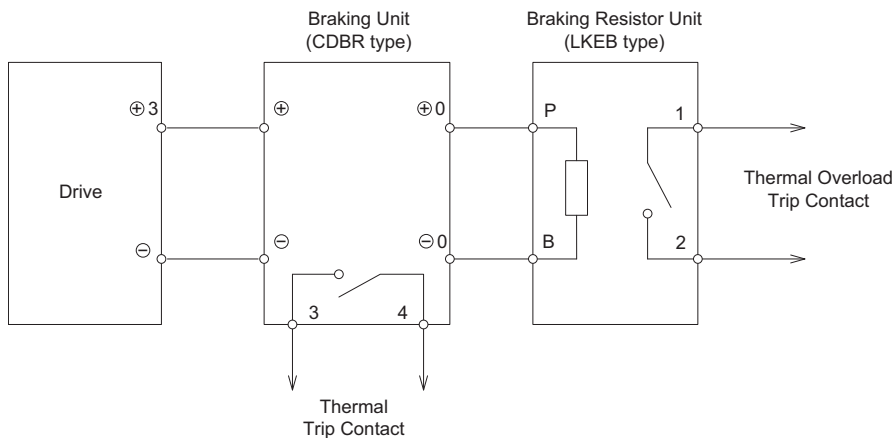 Braking Unit
(CDBR type)
Braking Resistor Unit
(LKEB type)
⊕3
⊕
⊕0
P
1
Drive
Thermal Overload
Trip Contact
⊖
⊖
⊖0
B
2
3
4
Thermal
Trip Contact